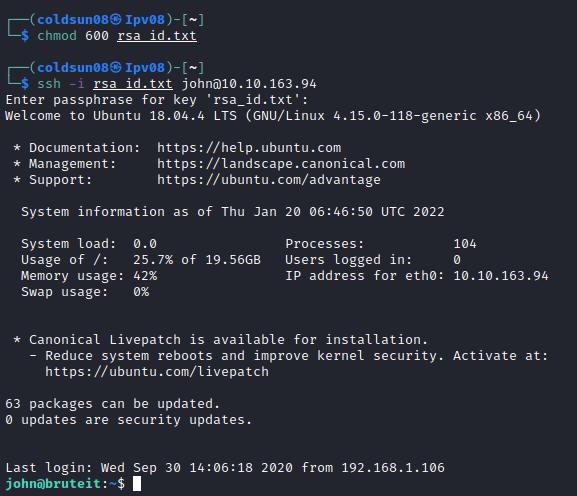 ┌──(coldsun08㉿Ipv08)-[~]
└─$ chmod 600 rsa_id.txt
┌──(coldsun08㉿Ipv08)-[~]
└─$ ssh -i rsa_id.txt john@10.10.163.94
Enter passphrase for key 'rsa_id.txt':
Welcome to Ubuntu 18.04.4 LTS (GNU/Linux 4.15.0-118-generic x86_64)
* Documentation:  https://help.ubuntu.com
* Management:     https://landscape.canonical.com
* Support:        https://ubuntu.com/advantage
System information as of Thu Jan 20 06:46:50 UTC 2022
System load:  0.0                Processes:           104
Usage of /:   25.7% of 19.56GB   Users logged in:     0
Memory usage: 42%                IP address for eth0: 10.10.163.94
Swap usage:   0%
* Canonical Livepatch is available for installation.
- Reduce system reboots and improve kernel security. Activate at:
https://ubuntu.com/livepatch
63 packages can be updated.
0 updates are security updates.
Last login: Wed Sep 30 14:06:18 2020 from 192.168.1.106
john@bruteit:~$